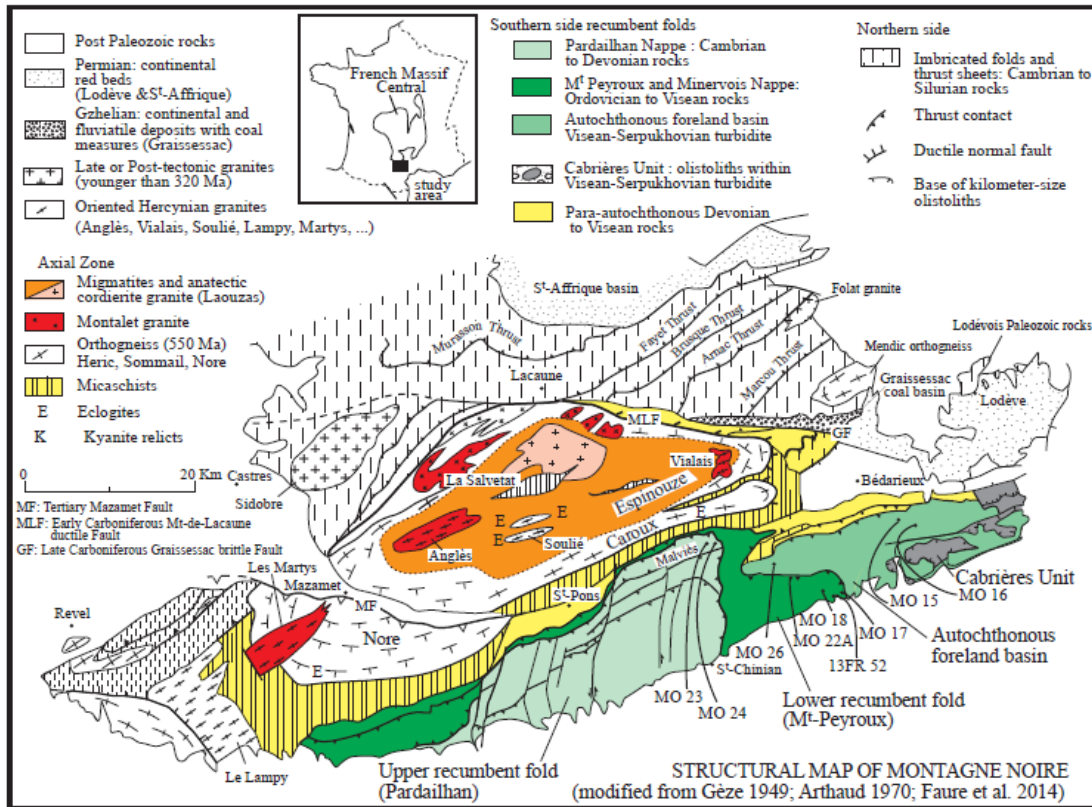 Post Paleozoic rocks
Permian: continental
red beds
(Lodève &Sᵗ-Affrique)
Gzhelian: continental and
fluviatile deposits with coal
measures (Graissessac)
Late or Post-tectonic granites
(younger than 320 Ma)
Oriented Hercynian granites
(Anglès, Vialais, Soulié, Lampy, Martys, ...)
French Massif
Central
study
area
Southern side recumbent folds
Pardailhan Nappe : Cambrian
to Devonian rocks
Mᵗ Peyroux and Minervois Nappe:
Ordovician to Visean rocks
Autochthonous foreland basin
Visean-Serpukhovian turbidite
Cabrières Unit : olistoliths within
Visean-Serpukhovian turbidite
Para-autochthonous Devonian
to Visean rocks
Northern side
Imbricated folds and
thrust sheets: Cambrian to
Silurian rocks
Thrust contact
Ductile normal fault
Base of kilometer-size
olistoliths
Axial Zone
Migmatites and anatectic
cordierite granite (Laouzas)
Montalet granite
Orthogneiss (550 Ma)
Heric, Sommail, Nore
Micaschists
E Eclogites
K Kyanite relicts
0 20 Km
MF: Tertiary Mazamet Fault
MLF: Early Carboniferous Mt-de-Lacaune
ductile Fault
GF: Late Carboniferous Graissessac brittle Fault
Sᵗ-Affrique basin
Folat granite
Murasson Thrust
Fayet Thrust
Brusque Thrust
Arnac Thrust
Marcou Thrust
Lodévois Paleozoic rocks
Mendic orthogneiss
Lacaune
Graissessac
coal basin
Lodève
MLF
GF
Castres
Sidobre
La Salvetat
Vialais
Bédarieux
Espinouze
E
E
E
Caroux
E
Anglès
Soulié
Malviès
Les Martys
Mazamet
MF
Sᵗ-Pons
Cabrières Unit
Revel
Nore
E
MO 15
MO 16
MO 18
MO 17
MO 22A
MO 26
13FR 52
Autochthonous
foreland basin
Sᵗ-Chinian
MO 23
MO 24
Lower recumbent fold
(Mᵗ-Peyroux)
Le Lampy
Upper recumbent fold
(Pardailhan)
STRUCTURAL MAP OF MONTAGNE NOIRE
(modified from Gèze 1949; Arthaud 1970; Faure et al. 2014)